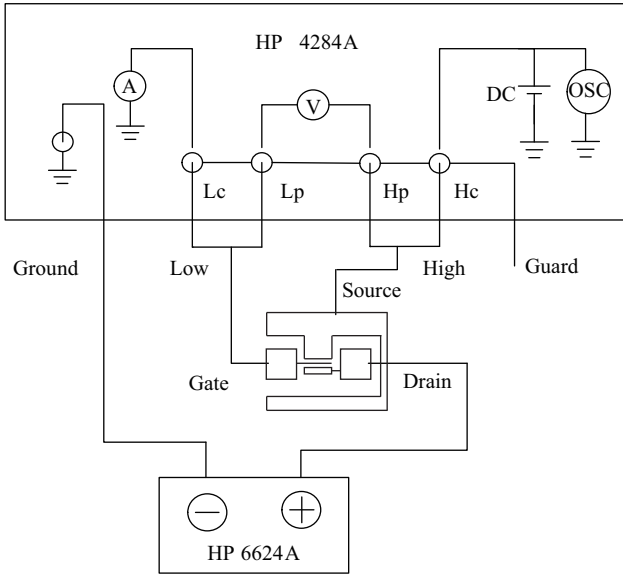 HP 4284A
A
V
DC
OSC
Lc
Lp
Hp
Hc
Ground
Low
High
Guard
Source
Gate
Drain
HP 6624A